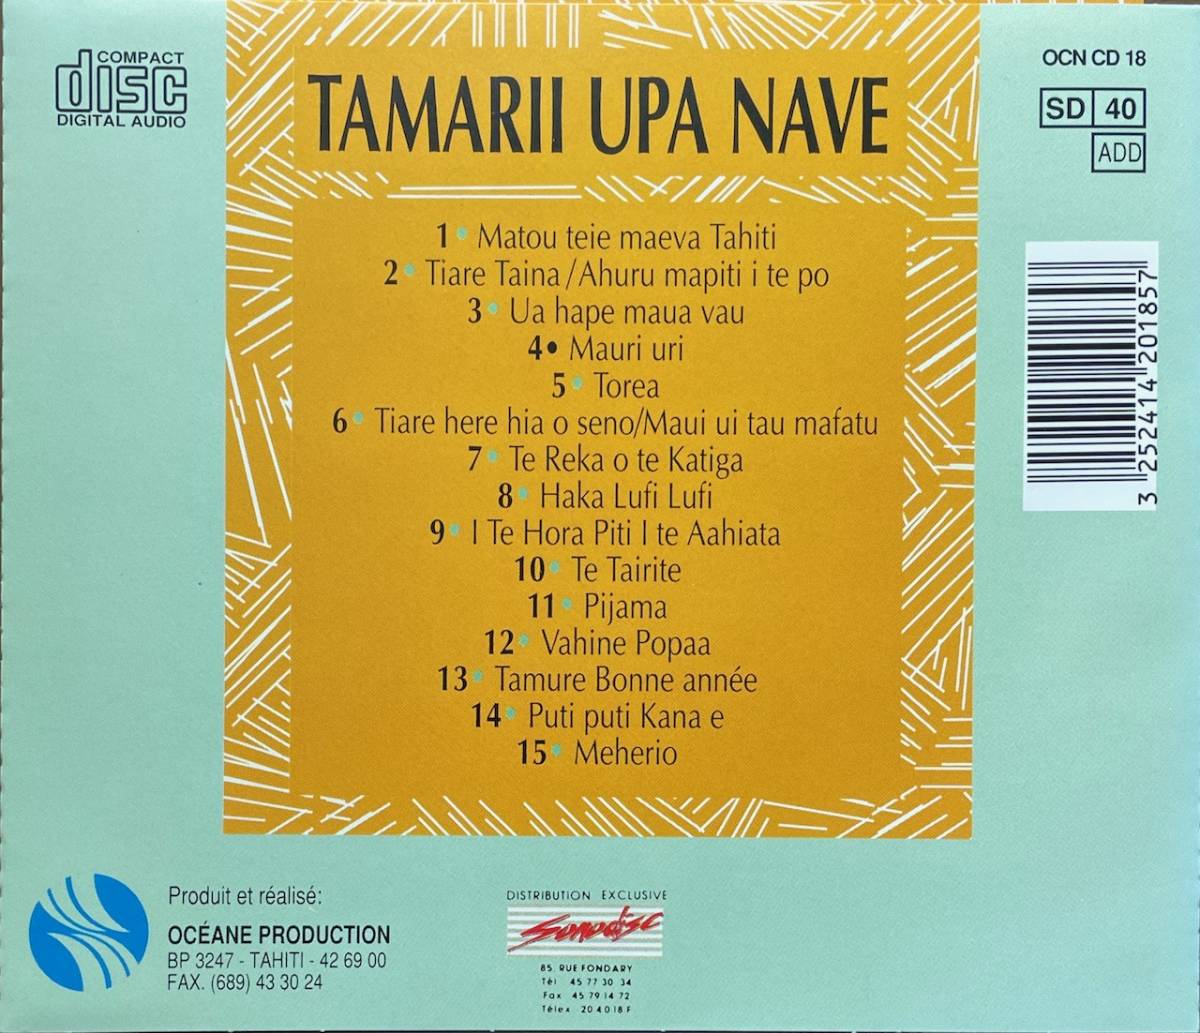 COMPACT
disc
DIGITAL AUDIO
OCN CD 18
SD 40
ADD
TAMARII UPA NAVE
1 • Matou teie maeva Tahiti
2 • Tiare Taina/Ahuru mapiti i te po
3 • Ua hape maua vau
4 • Mauri uri
5 • Torea
6 • Tiare here hia o seno/Maui ui tau mafatu
7 • Te Reka o te Katiga
8 • Haka Lufi Lufi
9 • I Te Hora Piti I te Aahiata
10 • Te Tairite
11 • Pijama
12 • Vahine Popaa
13 • Tamure Bonne année
14 • Puti puti Kana e
15 • Meherio
3 252414 201857
Produit et réalisé:
OCÉANE PRODUCTION
BP 3247 - TAHITI - 42 69 00
FAX. (689) 43 30 24
DISTRIBUTION EXCLUSIVE
Sonodisc
85, RUE FONDARY
Tél 45 77 30 34
Fax 45 79 14 72
Télex 204018F